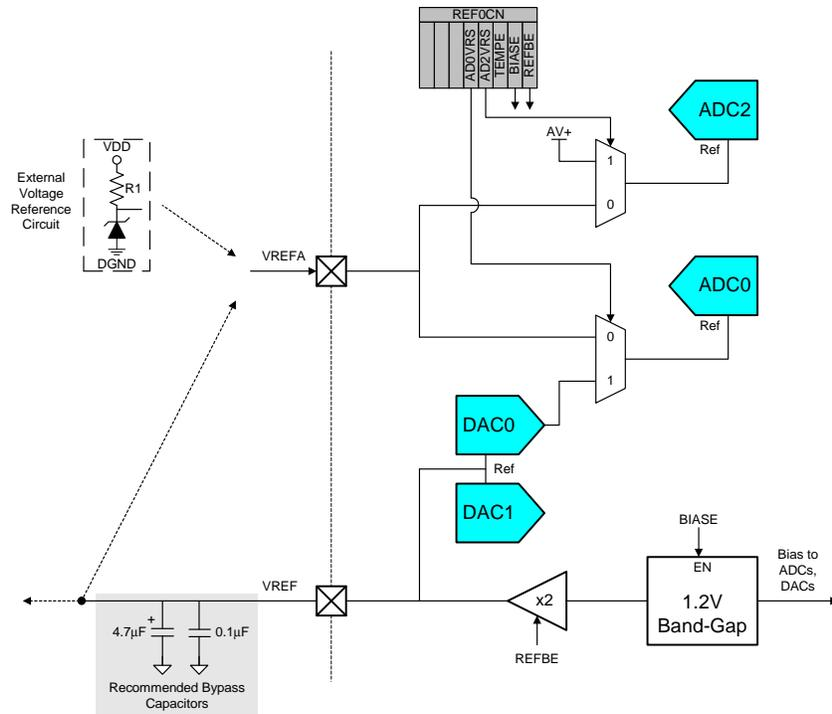 REF0CN
AD0VRS
AD2VRS
TEMPE
BIASE
REFBE
ADC2
Ref
AV+
1
0
VDD
R1
DGND
External
Voltage
Reference
Circuit
VREFA
ADC0
Ref
0
1
DAC0
Ref
DAC1
BIASE
EN
1.2V
Band-Gap
Bias to
ADCs,
DACs
x2
REFBE
VREF
4.7µF
+
0.1µF
Recommended Bypass
Capacitors